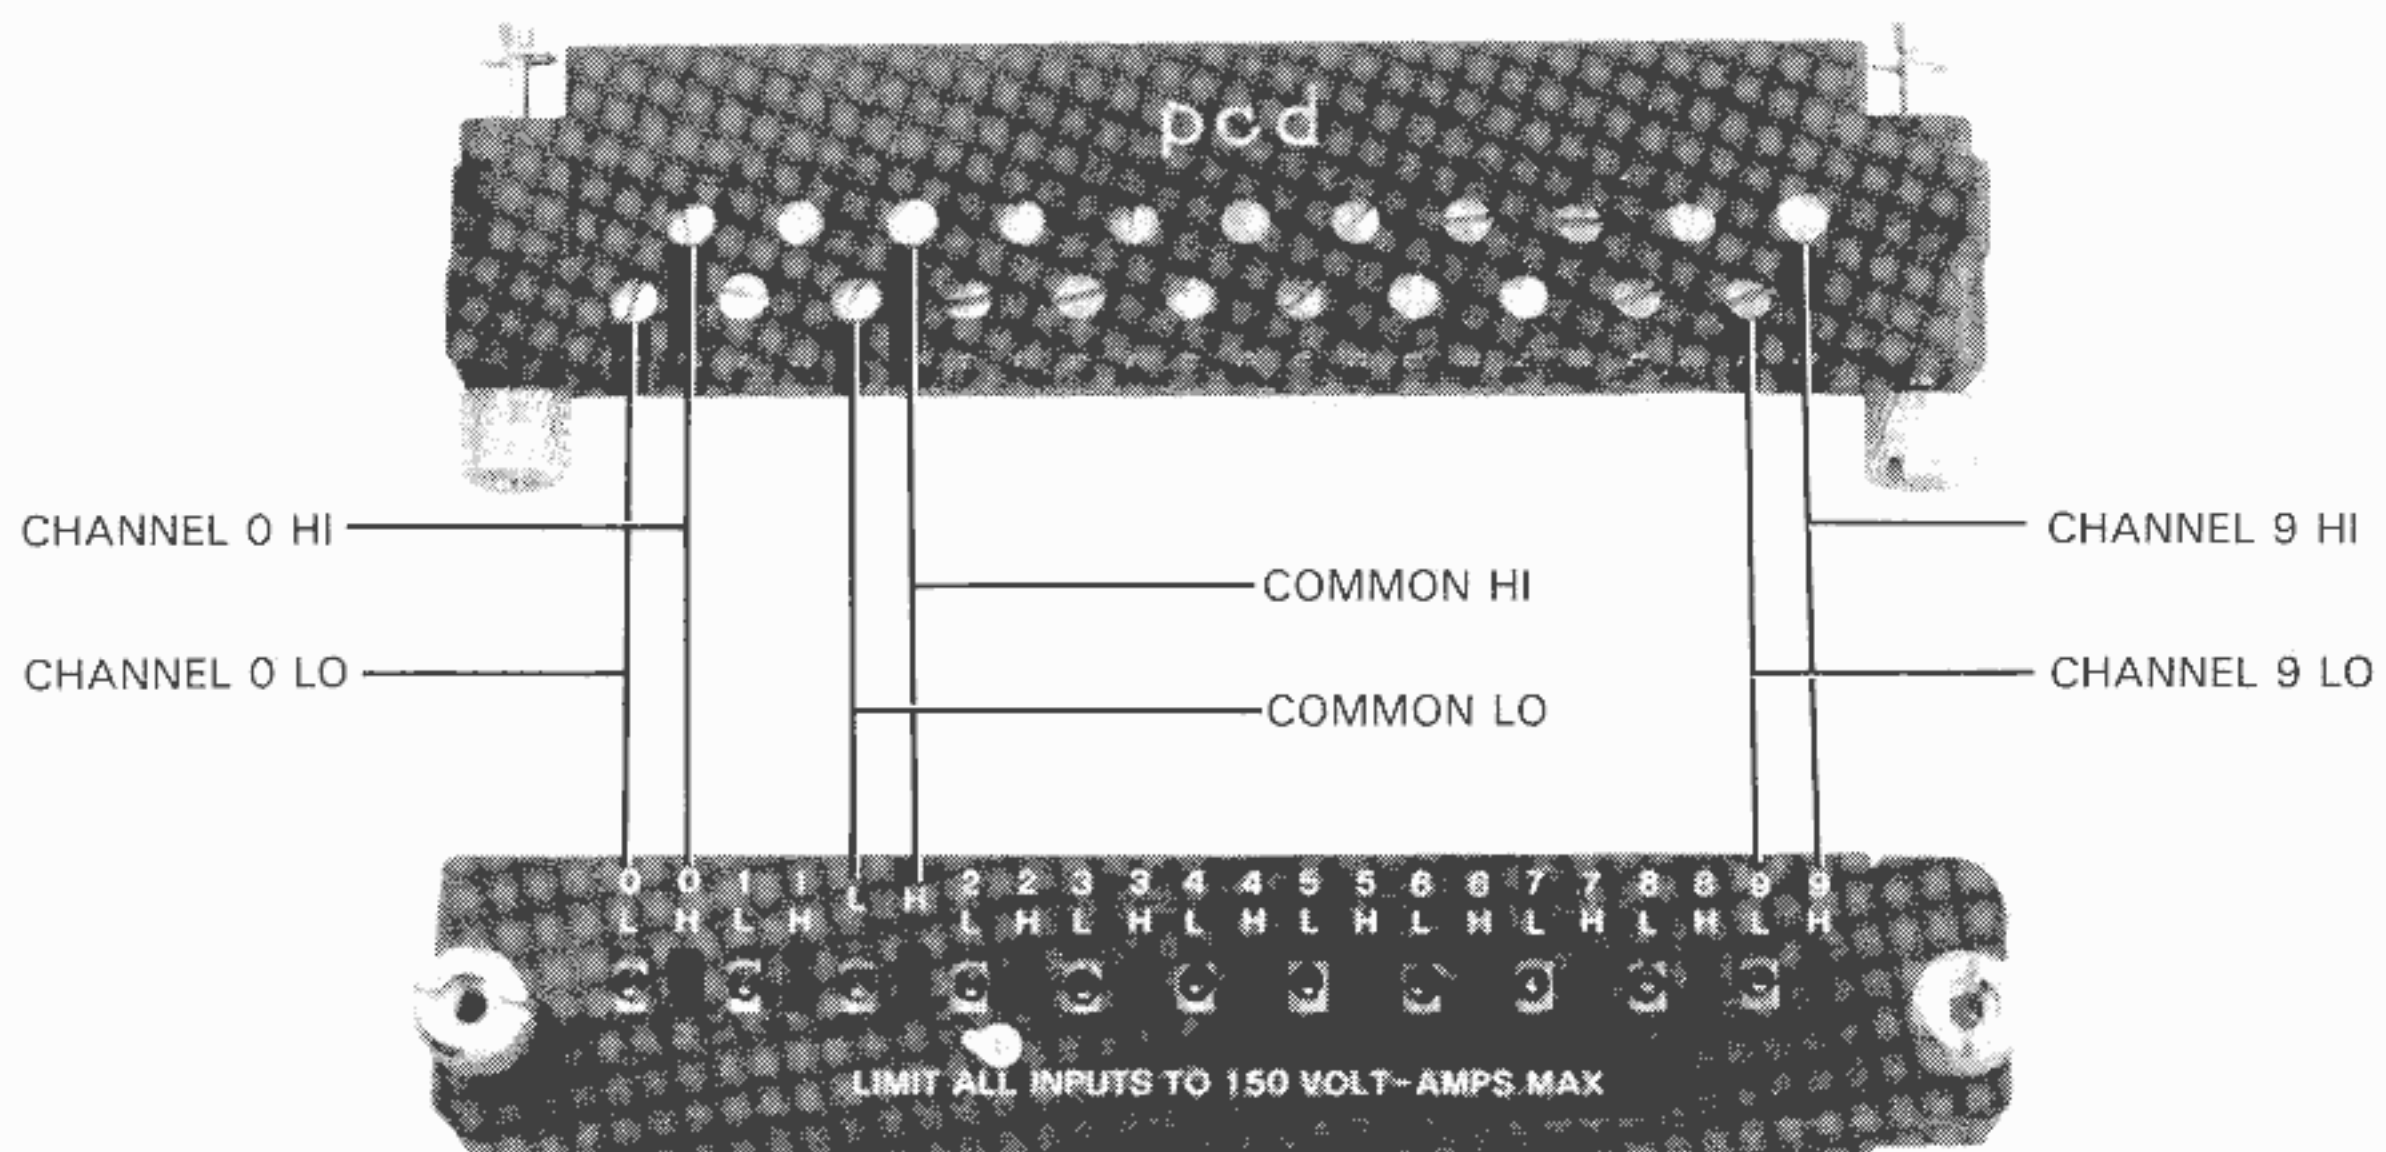 pcd
CHANNEL 0 HI
CHANNEL 9 HI
COMMON HI
CHANNEL 0 LO
CHANNEL 9 LO
COMMON LO
0 0 1 1 L H 2 2 3 3 4 4 5 5 6 6 7 7 8 8 9 9
L H L H L H L H L H L H L H L H L H L H
LIMIT ALL INPUTS TO 150 VOLT-AMPS MAX